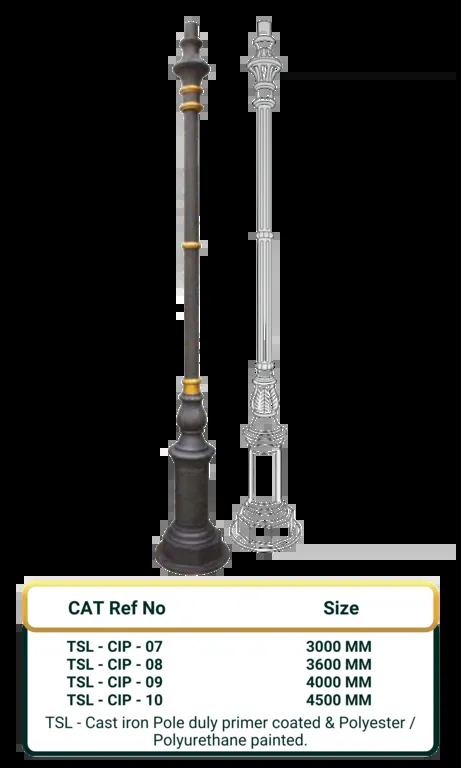 CAT Ref No Size
TSL - CIP - 07 3000 MM
TSL - CIP - 08 3600 MM
TSL - CIP - 09 4000 MM
TSL - CIP - 10 4500 MM
TSL - Cast iron Pole duly primer coated & Polyester /
Polyurethane painted.